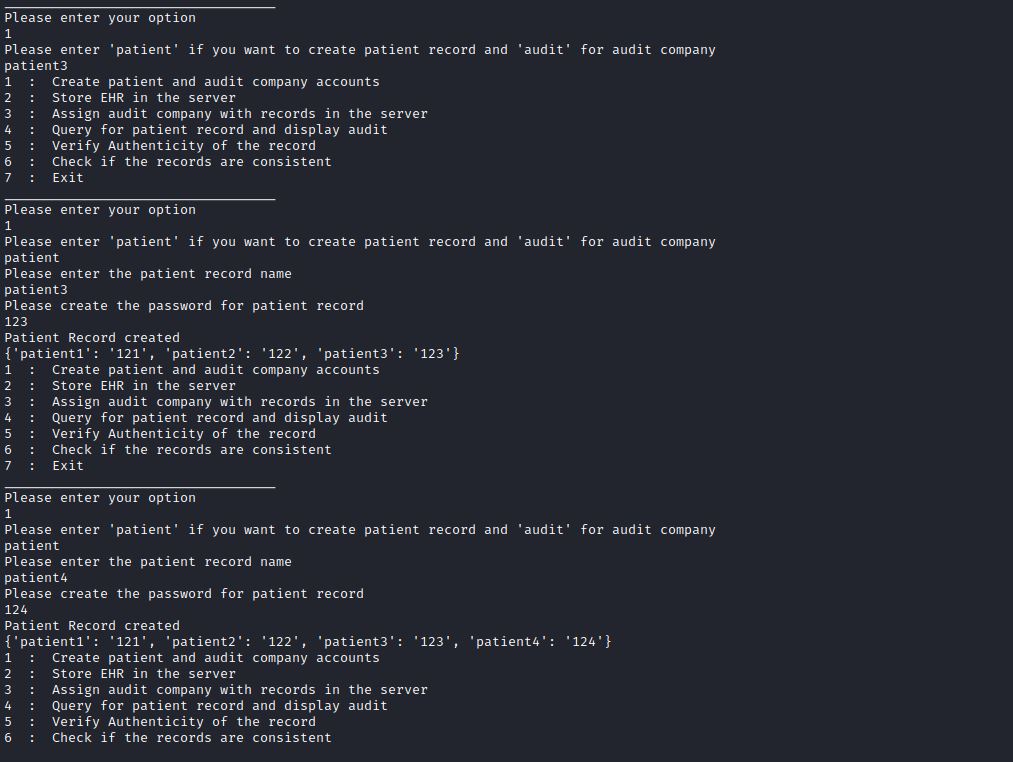 Please enter your option
1
Please enter 'patient' if you want to create patient record and 'audit' for audit company
patient3
1  :  Create patient and audit company accounts
2  :  Store EHR in the server
3  :  Assign audit company with records in the server
4  :  Query for patient record and display audit
5  :  Verify Authenticity of the record
6  :  Check if the records are consistent
7  :  Exit
Please enter your option
1
Please enter 'patient' if you want to create patient record and 'audit' for audit company
patient
Please enter the patient record name
patient3
Please create the password for patient record
123
Patient Record created
{'patient1': '121', 'patient2': '122', 'patient3': '123'}
1  :  Create patient and audit company accounts
2  :  Store EHR in the server
3  :  Assign audit company with records in the server
4  :  Query for patient record and display audit
5  :  Verify Authenticity of the record
6  :  Check if the records are consistent
7  :  Exit
Please enter your option
1
Please enter 'patient' if you want to create patient record and 'audit' for audit company
patient
Please enter the patient record name
patient4
Please create the password for patient record
124
Patient Record created
{'patient1': '121', 'patient2': '122', 'patient3': '123', 'patient4': '124'}
1  :  Create patient and audit company accounts
2  :  Store EHR in the server
3  :  Assign audit company with records in the server
4  :  Query for patient record and display audit
5  :  Verify Authenticity of the record
6  :  Check if the records are consistent